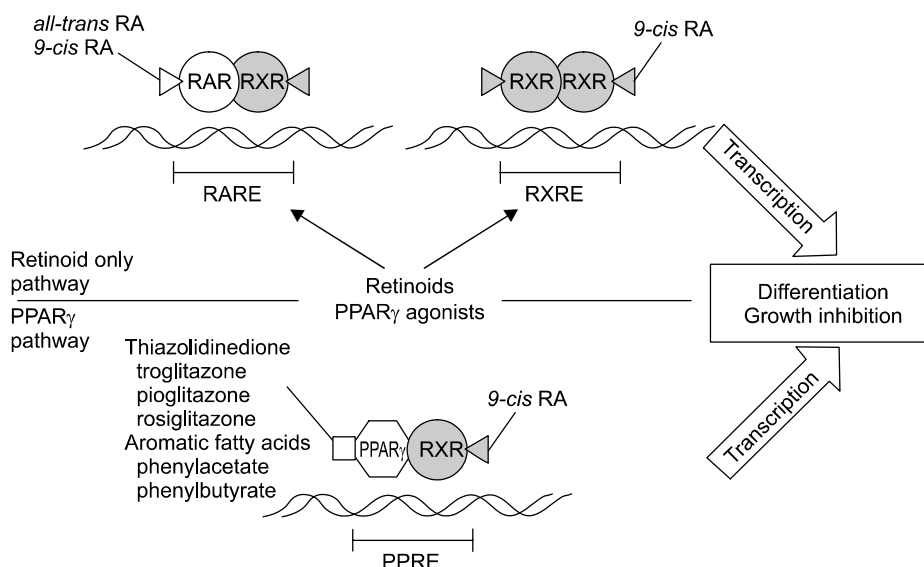 all-trans RA
9-cis RA
RAR
RXR
RXR
RXR
9-cis RA
RARE
RXRE
Transcription
Retinoid only
pathway
Retinoids
PPARγ agonists
PPARγ
pathway
Differentiation
Growth inhibition
Thiazolidinedione
troglitazone
pioglitazone
rosiglitazone
Aromatic fatty acids
phenylacetate
phenylbutyrate
PPARγ
RXR
9-cis RA
Transcription
PPRE